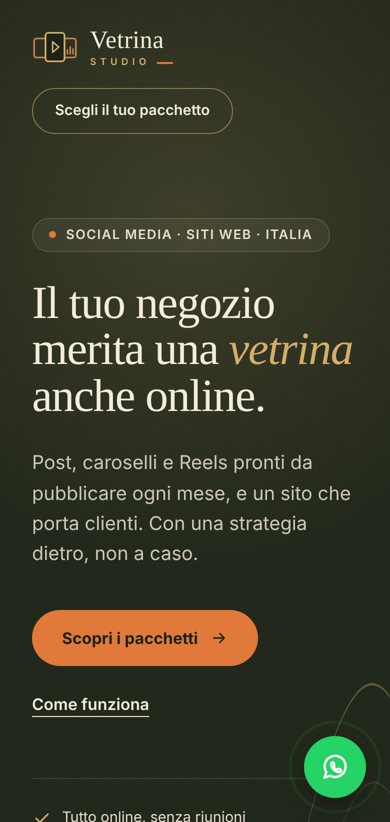 Vetrina
STUDIO
Scegli il tuo pacchetto
SOCIAL MEDIA · SITI WEB · ITALIA
Il tuo negozio
merita una vetrina
anche online.
Post, caroselli e Reels pronti da
pubblicare ogni mese, e un sito che
porta clienti. Con una strategia
dietro, non a caso.
Scopri i pacchetti →
Come funziona
Tutto online, senza riunioni